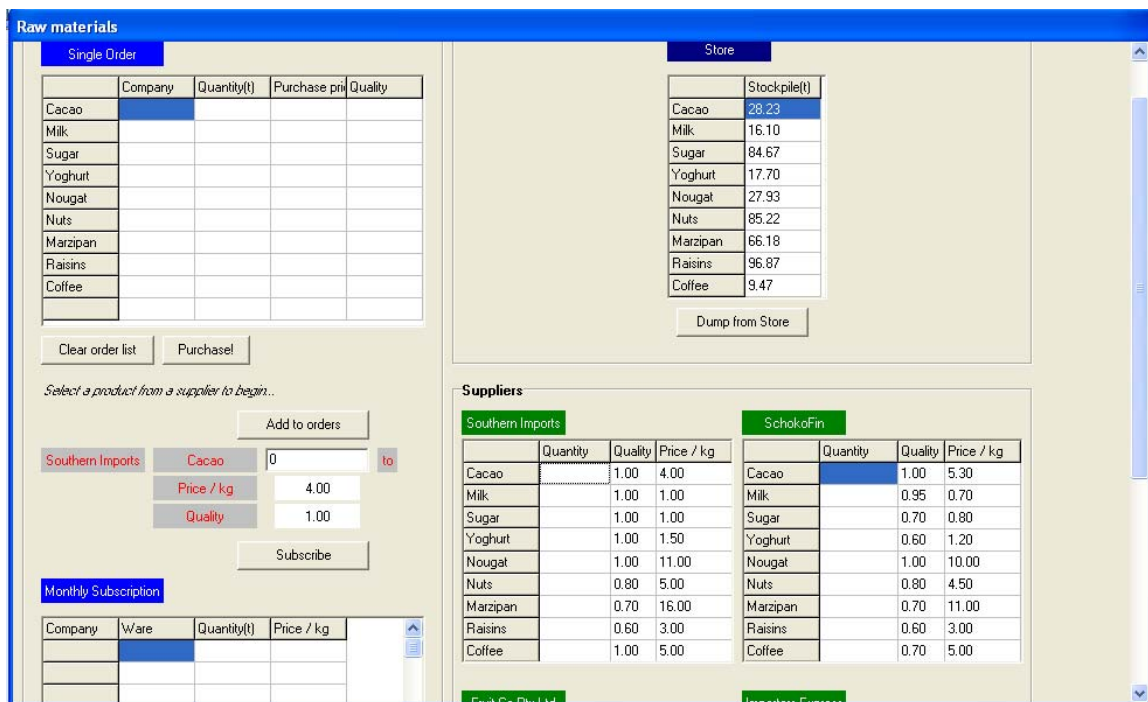 Raw materials
Single Order
Company Quantity(t) Purchase pri Quality
Cacao
Milk
Sugar
Yoghurt
Nougat
Nuts
Marzipan
Raisins
Coffee
Clear order list Purchase!
Select a product from a supplier to begin...
Add to orders
Southern Imports Cacao 0 to
Price / kg 4.00
Quality 1.00
Subscribe
Monthly Subscription
Company Ware Quantity(t) Price / kg
Store
Stockpile(t)
Cacao 28.23
Milk 16.10
Sugar 84.67
Yoghurt 17.70
Nougat 27.93
Nuts 85.22
Marzipan 66.18
Raisins 96.87
Coffee 9.47
Dump from Store
Suppliers
Southern Imports
Quantity Quality Price / kg
Cacao 1.00 4.00
Milk 1.00 1.00
Sugar 1.00 1.00
Yoghurt 1.00 1.50
Nougat 1.00 11.00
Nuts 0.80 5.00
Marzipan 0.70 16.00
Raisins 0.60 3.00
Coffee 1.00 5.00
SchokoFin
Quantity Quality Price / kg
Cacao 1.00 5.30
Milk 0.95 0.70
Sugar 0.70 0.80
Yoghurt 0.60 1.20
Nougat 1.00 10.00
Nuts 0.80 4.50
Marzipan 0.70 11.00
Raisins 0.60 3.00
Coffee 0.70 5.00